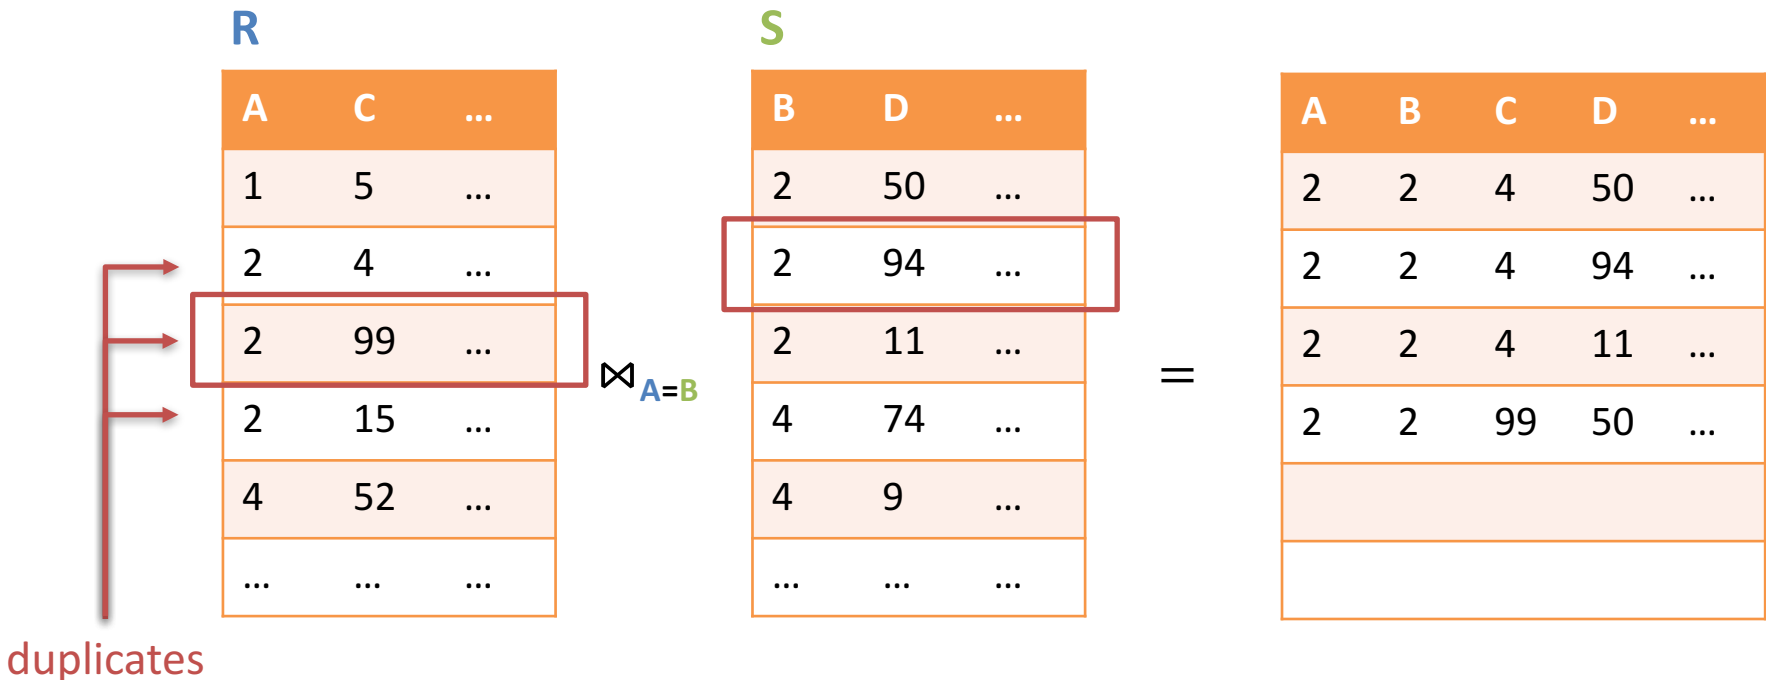 R S
A C ... B D ... A B C D ...
1 5 ... 2 50 ... 2 2 4 50 ...
2 4 ... 2 94 ... 2 2 4 94 ...
2 99 ... 2 11 ... 2 2 4 11 ...
⋈ A=B =
2 15 ... 4 74 ... 2 2 99 50 ...
4 52 ... 4 9 ...
... ... ... ... ... ...
duplicates